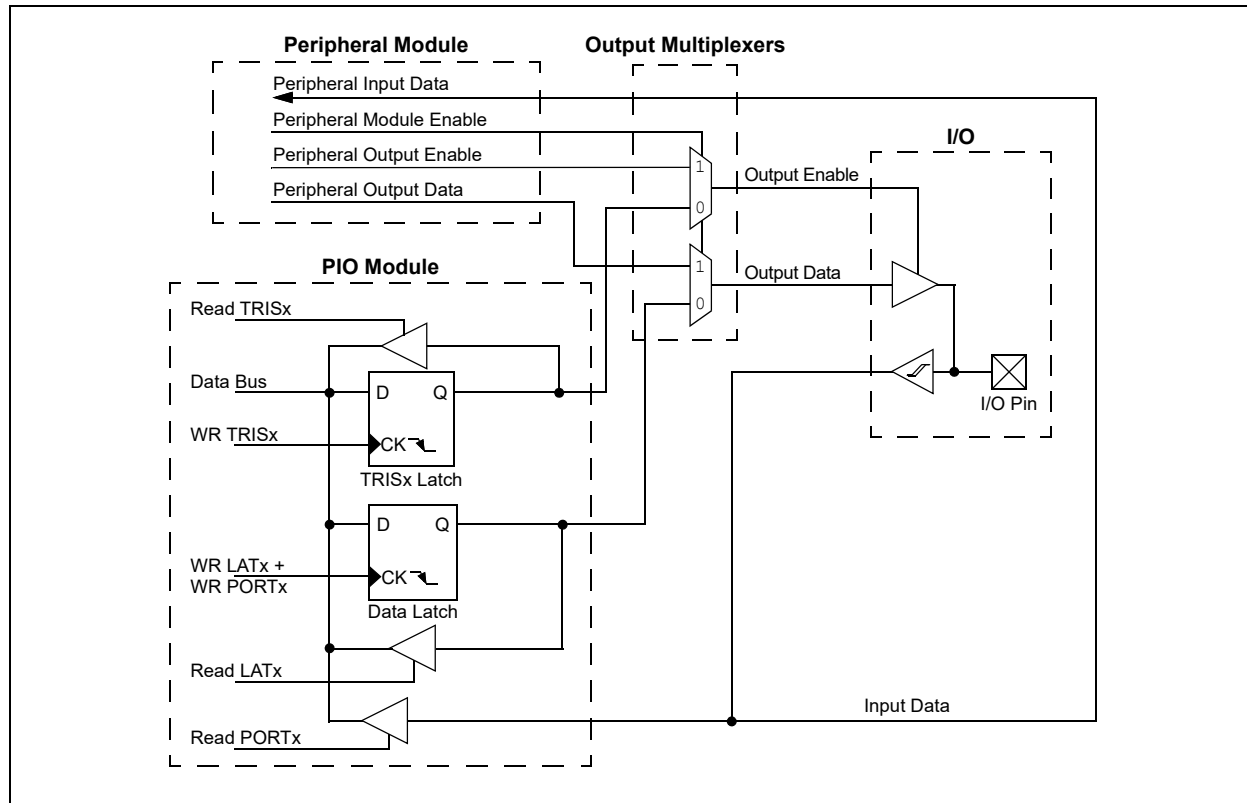 Peripheral Module
Output Multiplexers
Peripheral Input Data
Peripheral Module Enable
I/O
Peripheral Output Enable
1
Output Enable
Peripheral Output Data
0
PIO Module
1
Output Data
Read TRISx
0
Data Bus
D
Q
I/O Pin
WR TRISx
CK
TRISx Latch
D
Q
WR LATx +
WR PORTx
CK
Data Latch
Read LATx
Input Data
Read PORTx